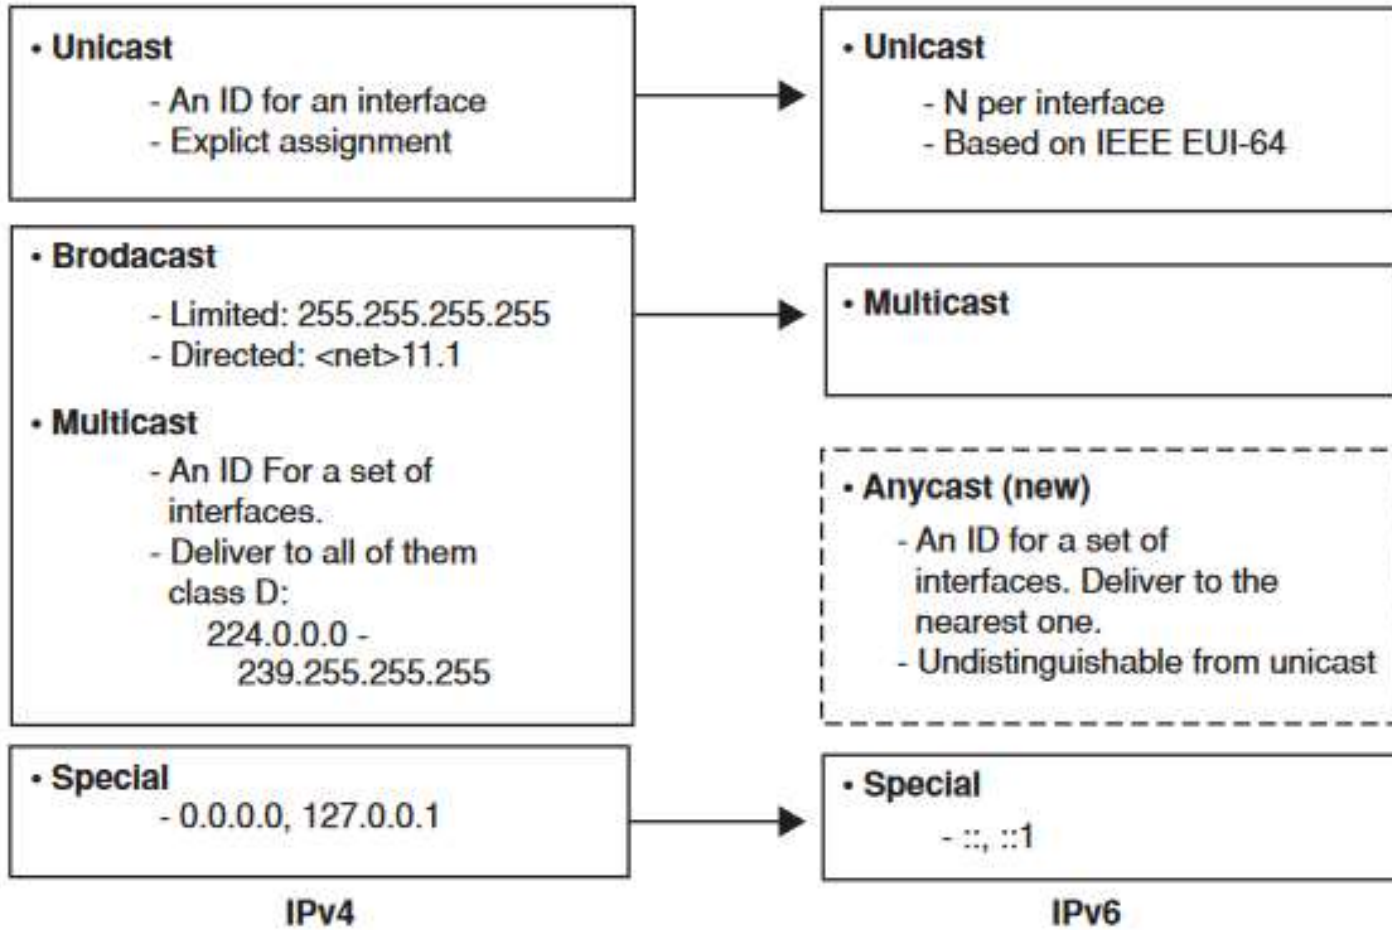 • Unicast
- An ID for an interface
- Explict assignment
• Brodacast
- Limited: 255.255.255.255
- Directed: <net>11.1
• Multicast
- An ID For a set of
interfaces.
- Deliver to all of them
class D:
224.0.0.0 -
239.255.255.255
• Special
- 0.0.0.0, 127.0.0.1
IPv4
• Unicast
- N per interface
- Based on IEEE EUI-64
• Multicast
• Anycast (new)
- An ID for a set of
interfaces. Deliver to the
nearest one.
- Undistinguishable from unicast
• Special
- ::, ::1
IPv6